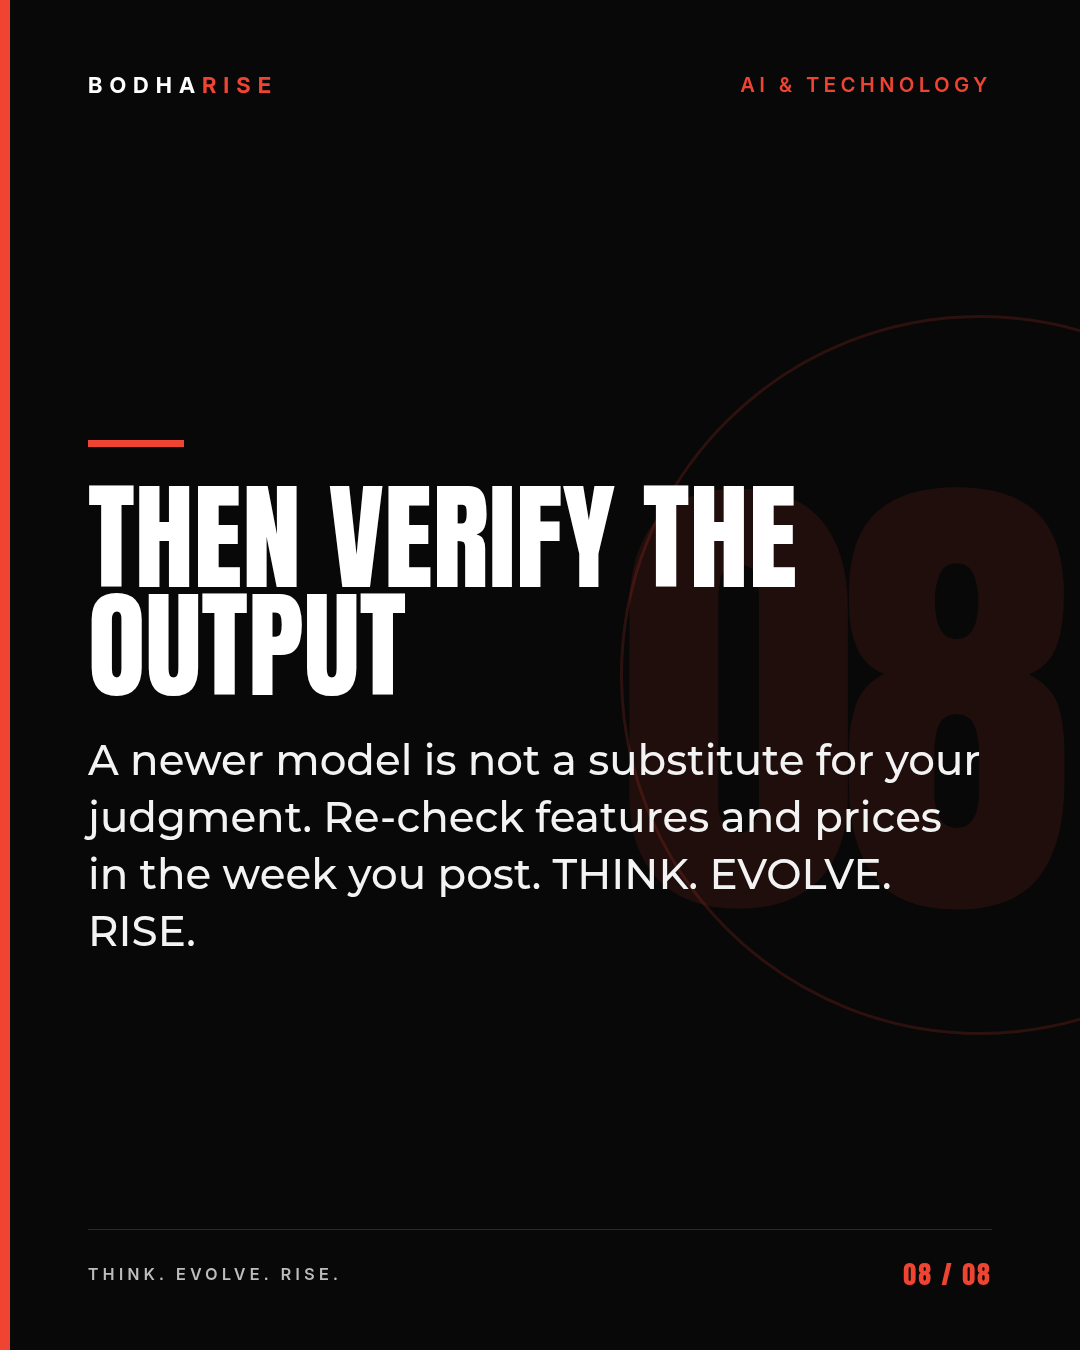 BODHARISE
AI & TECHNOLOGY
THEN VERIFY THE
OUTPUT
A newer model is not a substitute for your
judgment. Re-check features and prices
in the week you post. THINK. EVOLVE.
RISE.
08
THINK. EVOLVE. RISE.
08 / 08